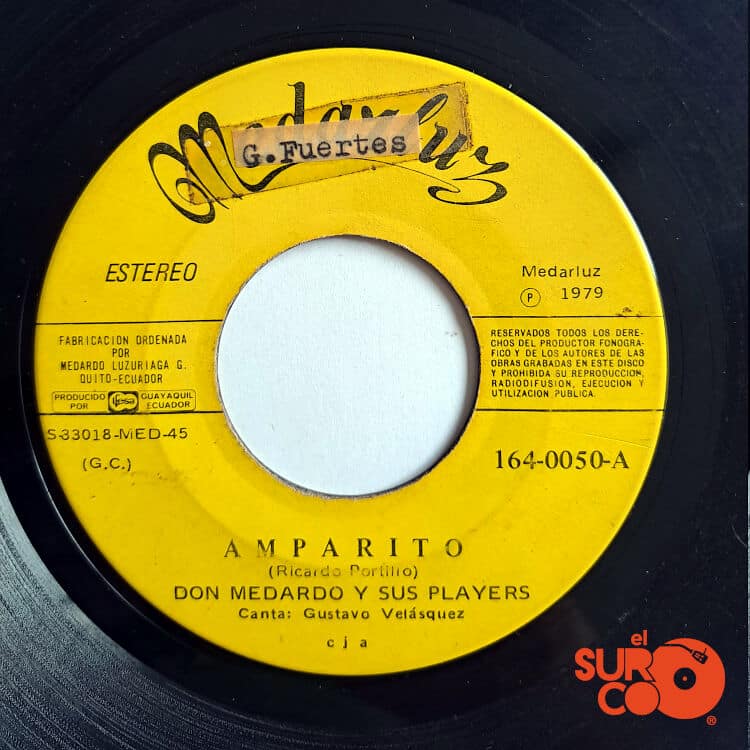 Medarluz
G. Fuertes
ESTEREO
Medarluz
℗ 1979
FABRICACION ORDENADA
POR
MEDARDO LUZURIAGA G.
QUITO-ECUADOR
PRODUCIDO
POR
ifesa
GUAYAQUIL
ECUADOR
RESERVADOS TODOS LOS DERE-
CHOS DEL PRODUCTOR FONOGRA-
FICO Y DE LOS AUTORES DE LAS
OBRAS GRABADAS EN ESTE DISCO
Y PROHIBIDA SU REPRODUCCION,
RADIODIFUSION, EJECUCION Y
UTILIZACION PUBLICA.
S-33018-MED-45
(G.C.)
164-0050-A
AMPARITO
(Ricardo Portillo)
DON MEDARDO Y SUS PLAYERS
Canta: Gustavo Velásquez
c j a
el
SUR
CO
®